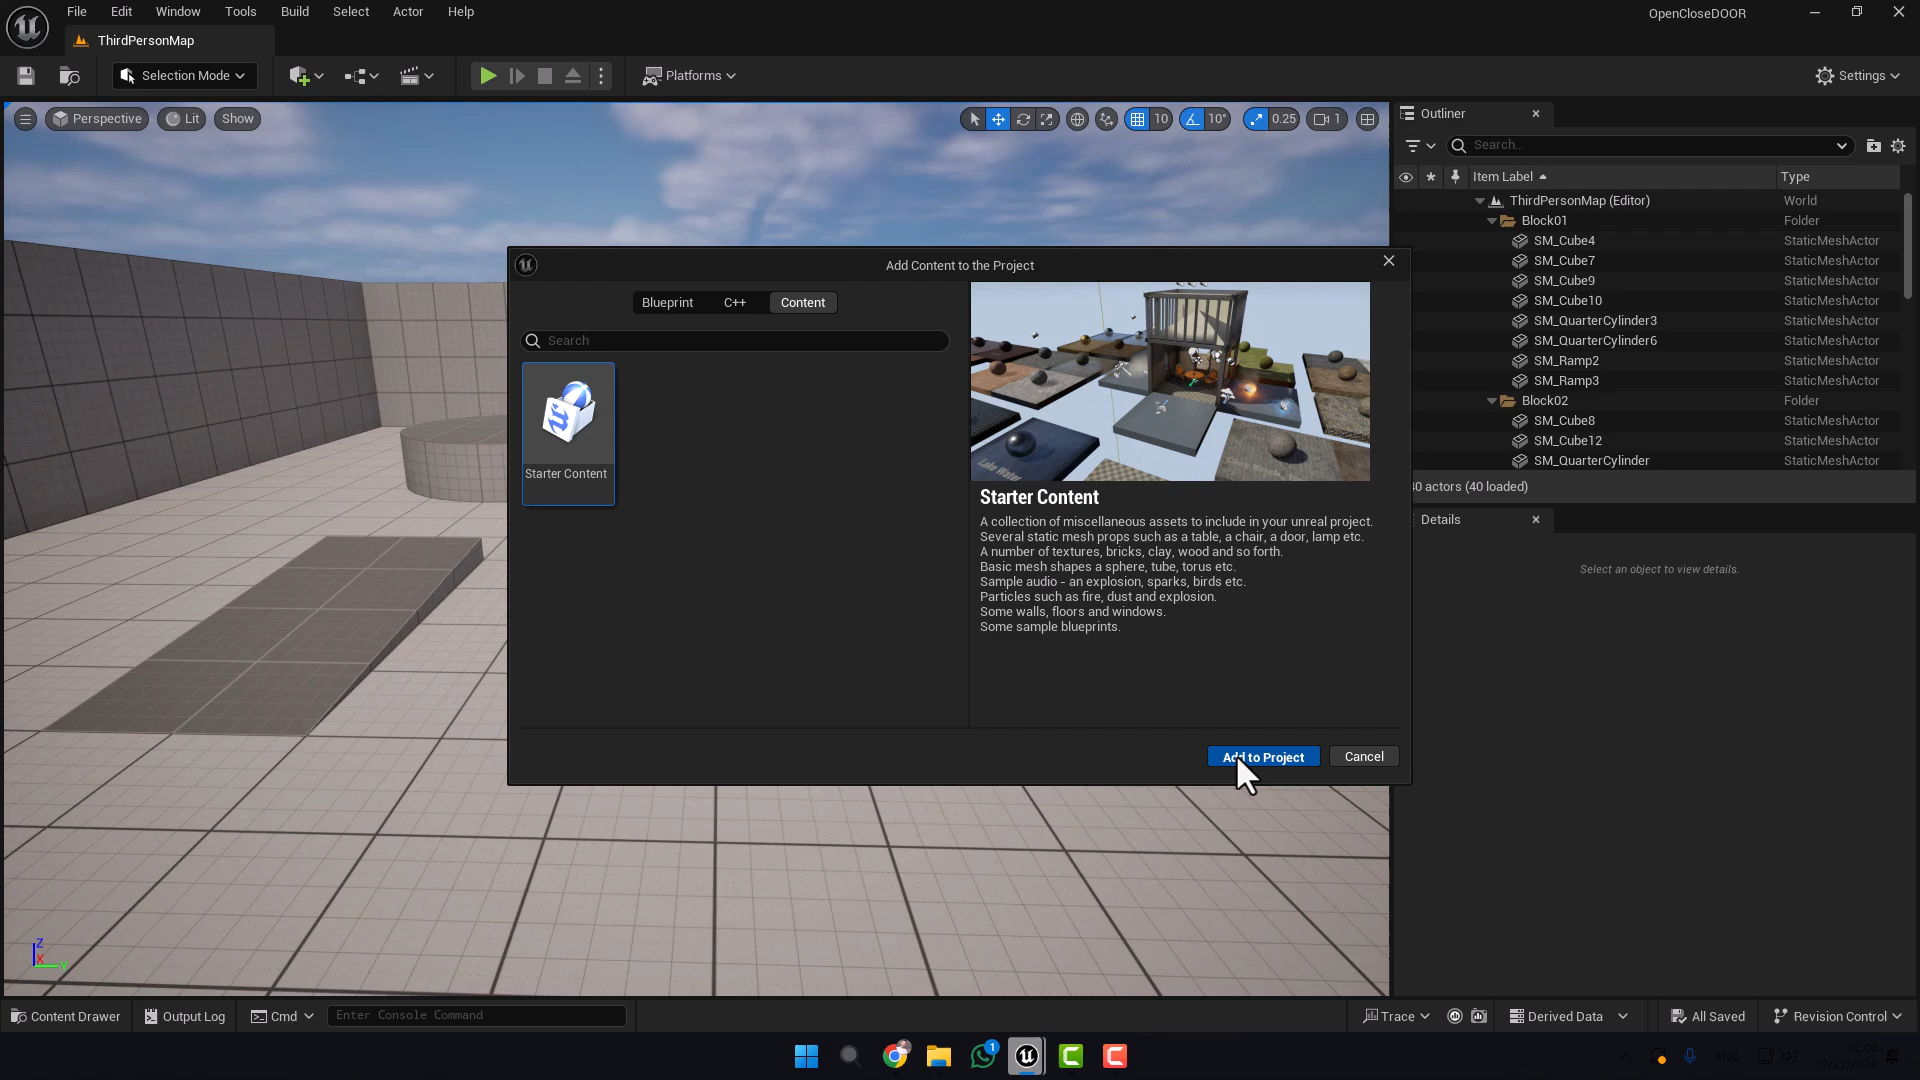 File Edit Window Tools Build Select Actor Help
OpenCloseDOOR
ThirdPersonMap
Selection Mode
Platforms
Settings
Perspective
Lit
Show
10
10°
0.25
1
Outliner
Search...
Item Label
Type
ThirdPersonMap (Editor) World
Block01 Folder
SM_Cube4 StaticMeshActor
SM_Cube7 StaticMeshActor
SM_Cube9 StaticMeshActor
SM_Cube10 StaticMeshActor
SM_QuarterCylinder3 StaticMeshActor
SM_QuarterCylinder6 StaticMeshActor
SM_Ramp2 StaticMeshActor
SM_Ramp3 StaticMeshActor
Block02 Folder
SM_Cube8 StaticMeshActor
SM_Cube12 StaticMeshActor
SM_QuarterCylinder StaticMeshActor
40 actors (40 loaded)
Details
Select an object to view details.
Add Content to the Project
Blueprint C++ Content
Search
Starter Content
Lake Water
Starter Content
A collection of miscellaneous assets to include in your unreal project.
Several static mesh props such as a table, a chair, a door, lamp etc.
A number of textures, bricks, clay, wood and so forth.
Basic mesh shapes a sphere, tube, torus etc.
Sample audio - an explosion, sparks, birds etc.
Particles such as fire, dust and explosion.
Some walls, floors and windows.
Some sample blueprints.
Add to Project
Cancel
Z
X
Y
Content Drawer
Output Log
Cmd
Enter Console Command
Trace
Derived Data
All Saved
Revision Control
1
ENG